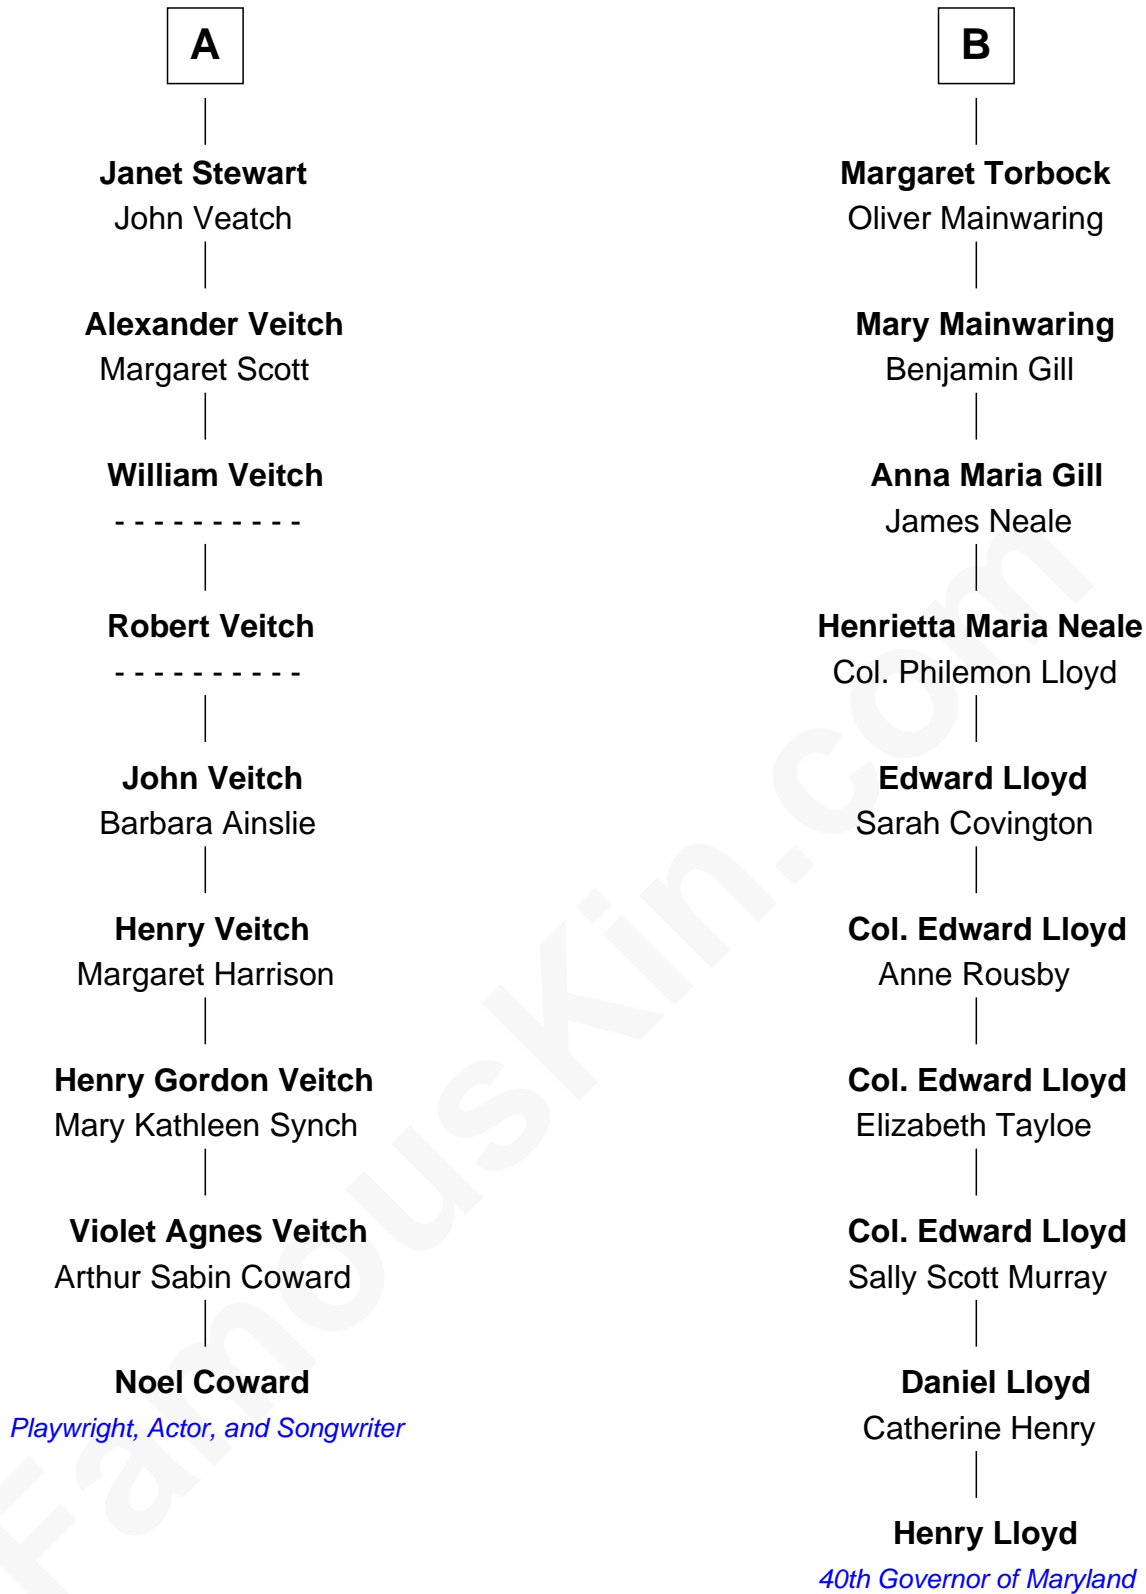 A
Janet Stewart
John Veatch
Alexander Veitch
Margaret Scott
William Veitch
- - - - - - - - - -
Robert Veitch
- - - - - - - - - -
John Veitch
Barbara Ainslie
Henry Veitch
Margaret Harrison
Henry Gordon Veitch
Mary Kathleen Synch
Violet Agnes Veitch
Arthur Sabin Coward
Noel Coward
Playwright, Actor, and Songwriter
B
Margaret Torbock
Oliver Mainwaring
Mary Mainwaring
Benjamin Gill
Anna Maria Gill
James Neale
Henrietta Maria Neale
Col. Philemon Lloyd
Edward Lloyd
Sarah Covington
Col. Edward Lloyd
Anne Rousby
Col. Edward Lloyd
Elizabeth Tayloe
Col. Edward Lloyd
Sally Scott Murray
Daniel Lloyd
Catherine Henry
Henry Lloyd
40th Governor of Maryland
FamousKin.com